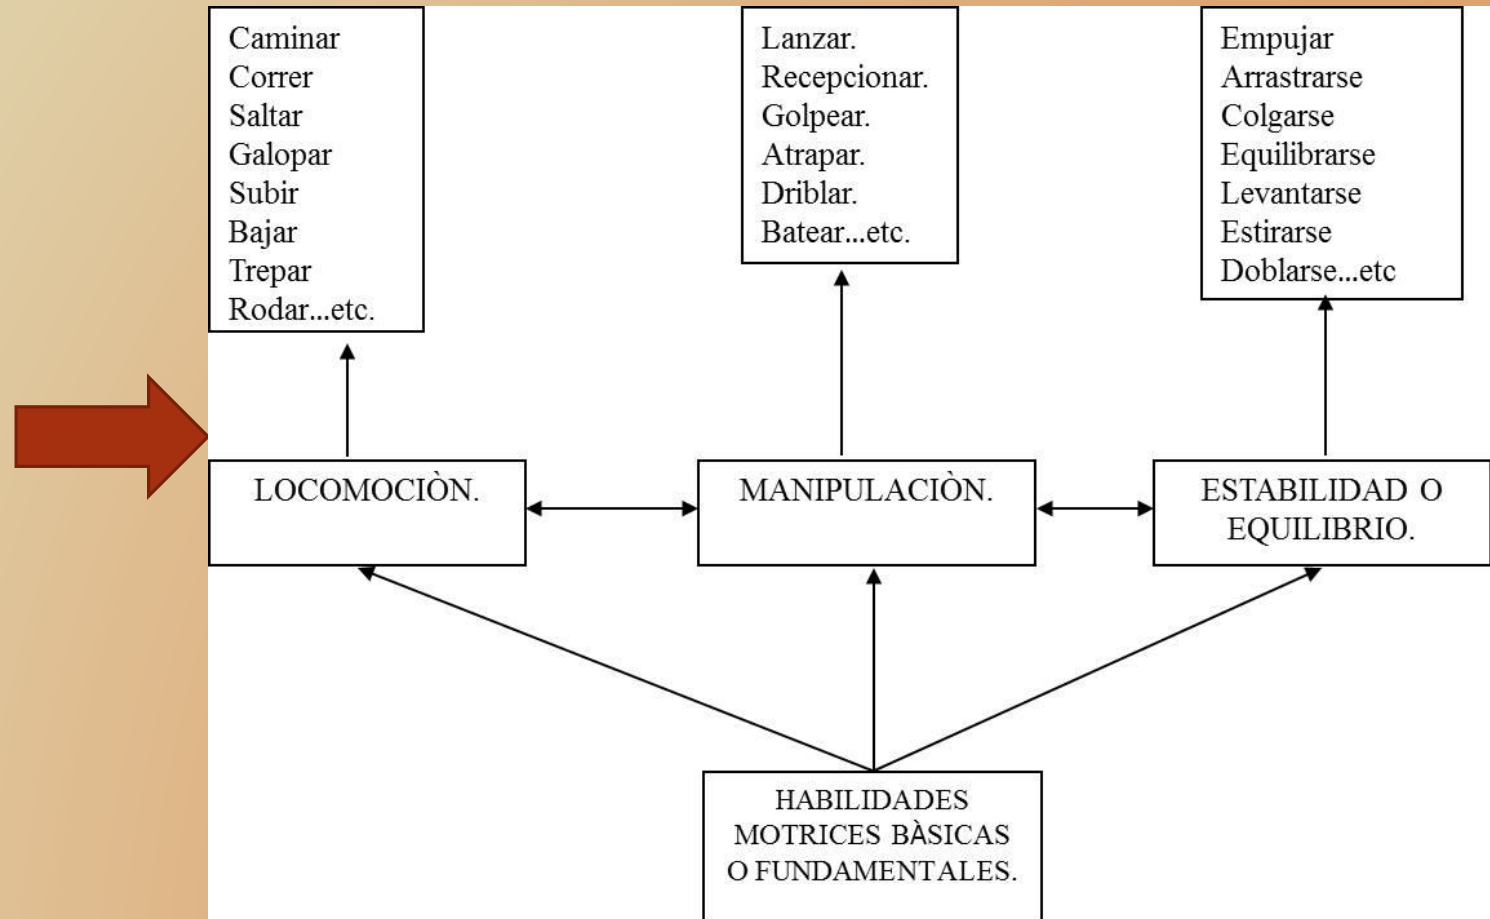 Caminar
Correr
Saltar
Galopar
Subir
Bajar
Trepar
Rodar...etc.
Lanzar.
Recepcionar.
Golpear.
Atrapar.
Driblar.
Batear...etc.
Empujar
Arrastrarse
Colgarse
Equilibrarse
Levantarse
Estirarse
Doblarse...etc
LOCOMOCIÒN.
MANIPULACIÒN.
ESTABILIDAD O
EQUILIBRIO.
HABILIDADES
MOTRICES BÀSICAS
O FUNDAMENTALES.